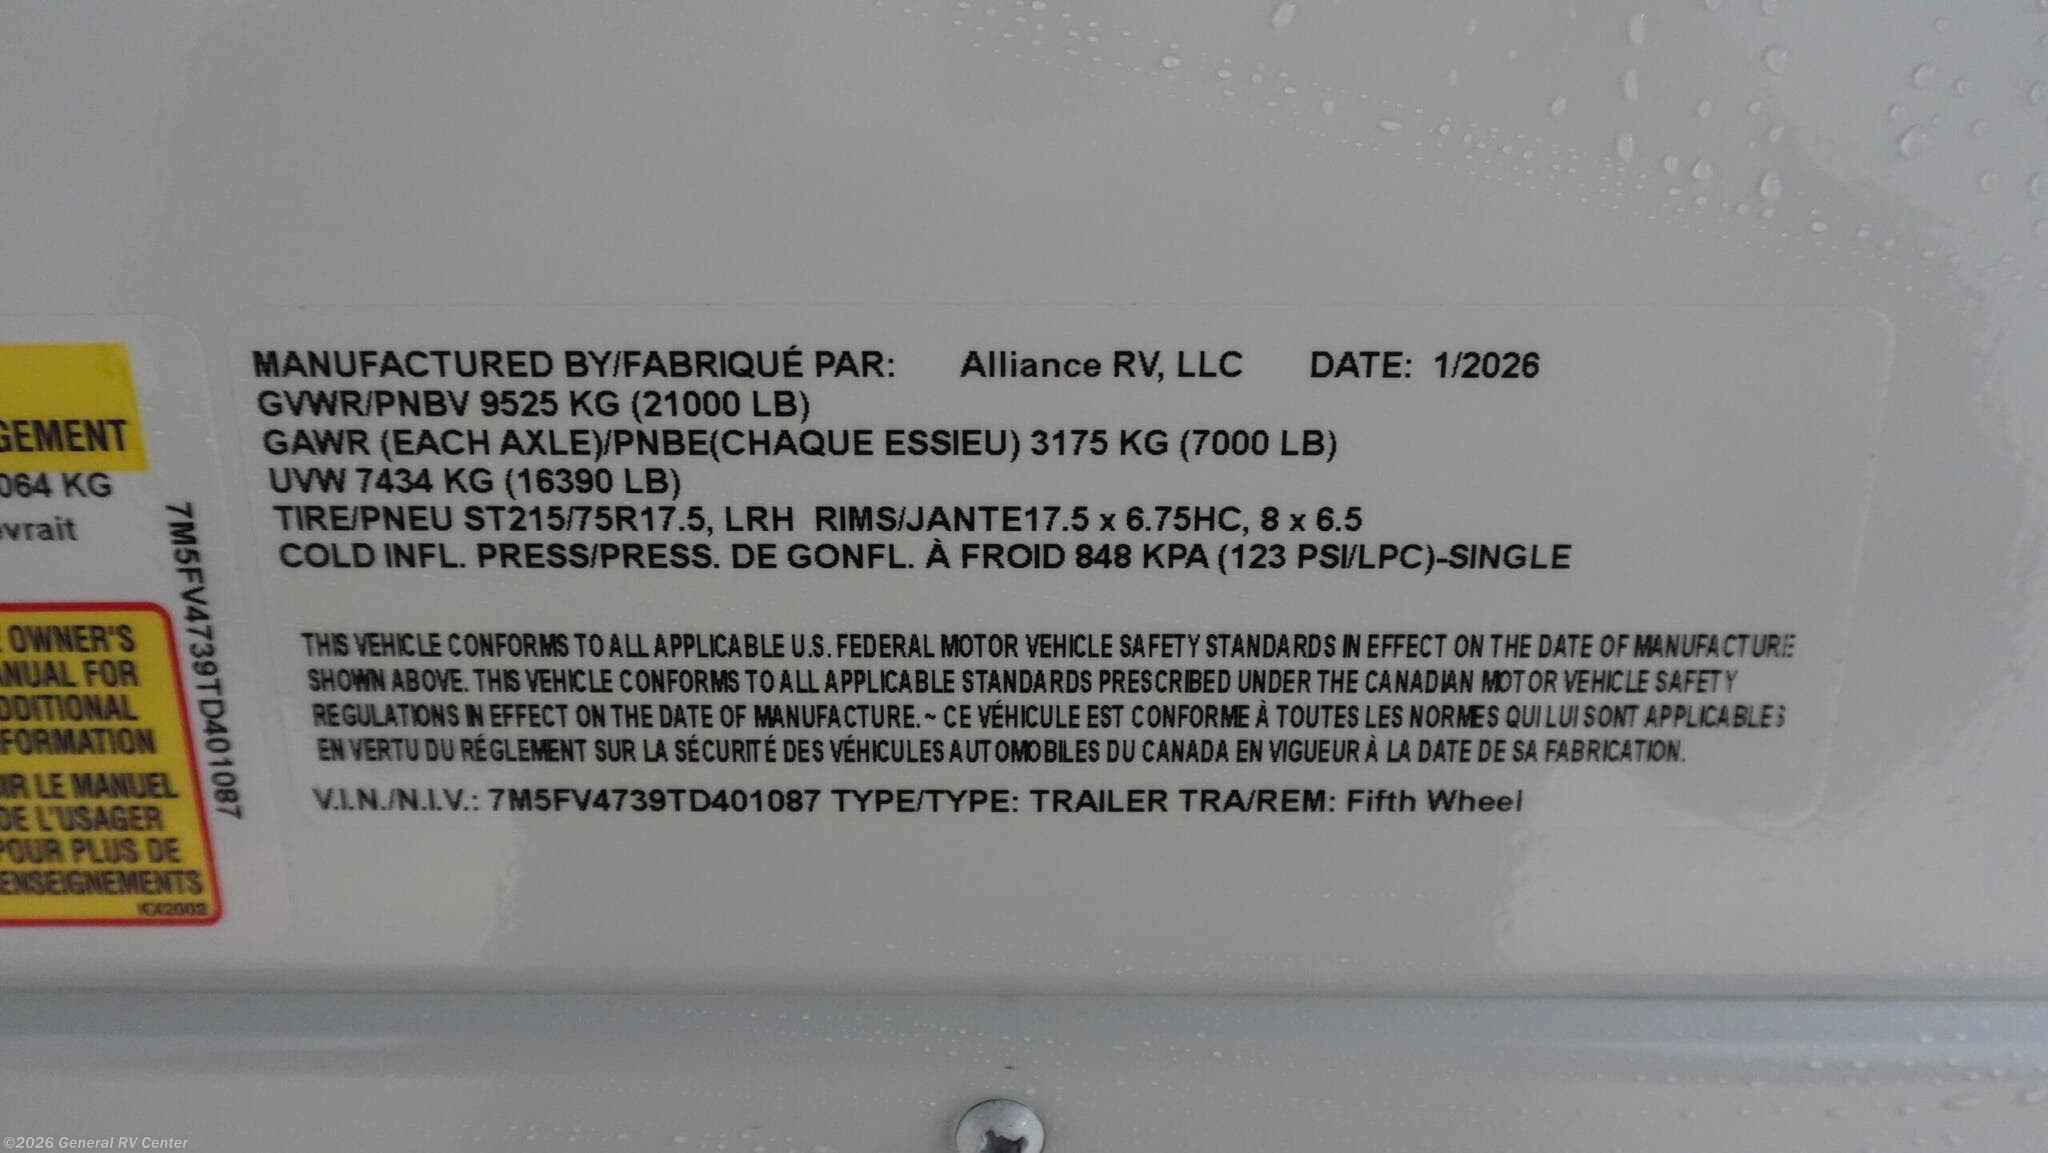 GEMENT
064 KG
vrait
OWNER'S
ANUAL FOR
DDITIONAL
FORMATION
IR LE MANUEL
DE L'USAGER
POUR PLUS DE
ENSEIGNEMENTS
KX2002
7M5FV4739TD401087
MANUFACTURED BY/FABRIQUÉ PAR: Alliance RV, LLC DATE: 1/2026
GVWR/PNBV 9525 KG (21000 LB)
GAWR (EACH AXLE)/PNBE(CHAQUE ESSIEU) 3175 KG (7000 LB)
UVW 7434 KG (16390 LB)
TIRE/PNEU ST215/75R17.5, LRH RIMS/JANTE17.5 x 6.75HC, 8 x 6.5
COLD INFL. PRESS/PRESS. DE GONFL. À FROID 848 KPA (123 PSI/LPC)-SINGLE
THIS VEHICLE CONFORMS TO ALL APPLICABLE U.S. FEDERAL MOTOR VEHICLE SAFETY STANDARDS IN EFFECT ON THE DATE OF MANUFACTURE
SHOWN ABOVE. THIS VEHICLE CONFORMS TO ALL APPLICABLE STANDARDS PRESCRIBED UNDER THE CANADIAN MOTOR VEHICLE SAFETY
REGULATIONS IN EFFECT ON THE DATE OF MANUFACTURE. ~ CE VÉHICULE EST CONFORME À TOUTES LES NORMES QUI LUI SONT APPLICABLES
EN VERTU DU RÉGLEMENT SUR LA SÉCURITÉ DES VÉHICULES AUTOMOBILES DU CANADA EN VIGUEUR À LA DATE DE SA FABRICATION.
V.I.N./N.I.V.: 7M5FV4739TD401087 TYPE/TYPE: TRAILER TRA/REM: Fifth Wheel
©2026 General RV Center